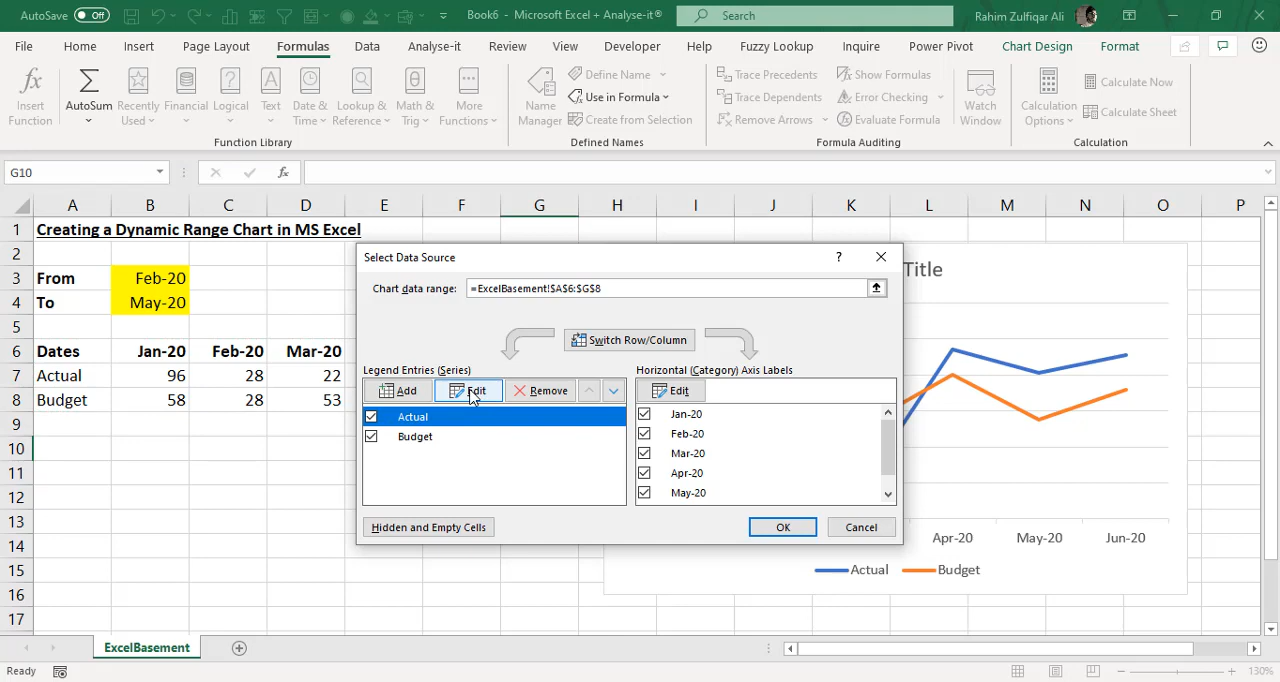 AutoSave Off Book6 - Microsoft Excel + Analyse-it® Search Rahim Zulfiqar Ali
File Home Insert Page Layout Formulas Data Analyse-it Review View Developer Help Fuzzy Lookup Inquire Power Pivot Chart Design Format
Insert Function
AutoSum
Recently Used
Financial
Logical
Text
Date & Time
Lookup & Reference
Math & Trig
More Functions
Function Library
Name Manager
Define Name
Use in Formula
Create from Selection
Defined Names
Trace Precedents
Trace Dependents
Remove Arrows
Show Formulas
Error Checking
Evaluate Formula
Formula Auditing
Watch Window
Calculation Options
Calculate Now
Calculate Sheet
Calculation
G10 fx
A B C D E F G H I J K L M N O P
1 Creating a Dynamic Range Chart in MS Excel
2
3 From Feb-20
4 To May-20
5
6 Dates Jan-20 Feb-20 Mar-20
7 Actual 96 28 22
8 Budget 58 28 53
9
10
11
12
13
14
15
16
17
Select Data Source ?
Chart data range: =ExcelBasement!$A$6:$G$8
Switch Row/Column
Legend Entries (Series)
Add Edit Remove
Actual
Budget
Horizontal (Category) Axis Labels
Edit
Jan-20
Feb-20
Mar-20
Apr-20
May-20
Hidden and Empty Cells OK Cancel
Title
Apr-20 May-20 Jun-20
Actual Budget
ExcelBasement
Ready 130%